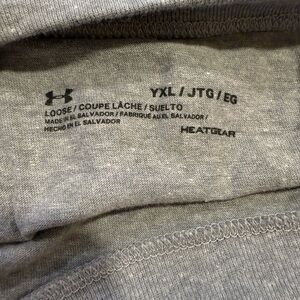 YXL / JTG / EG
LOOSE / COUPE LÂCHE / SUELTO
MADE IN EL SALVADOR / FABRIQUÉ AU EL SALVADOR /
HECHO EN EL SALVADOR
HEATGEAR